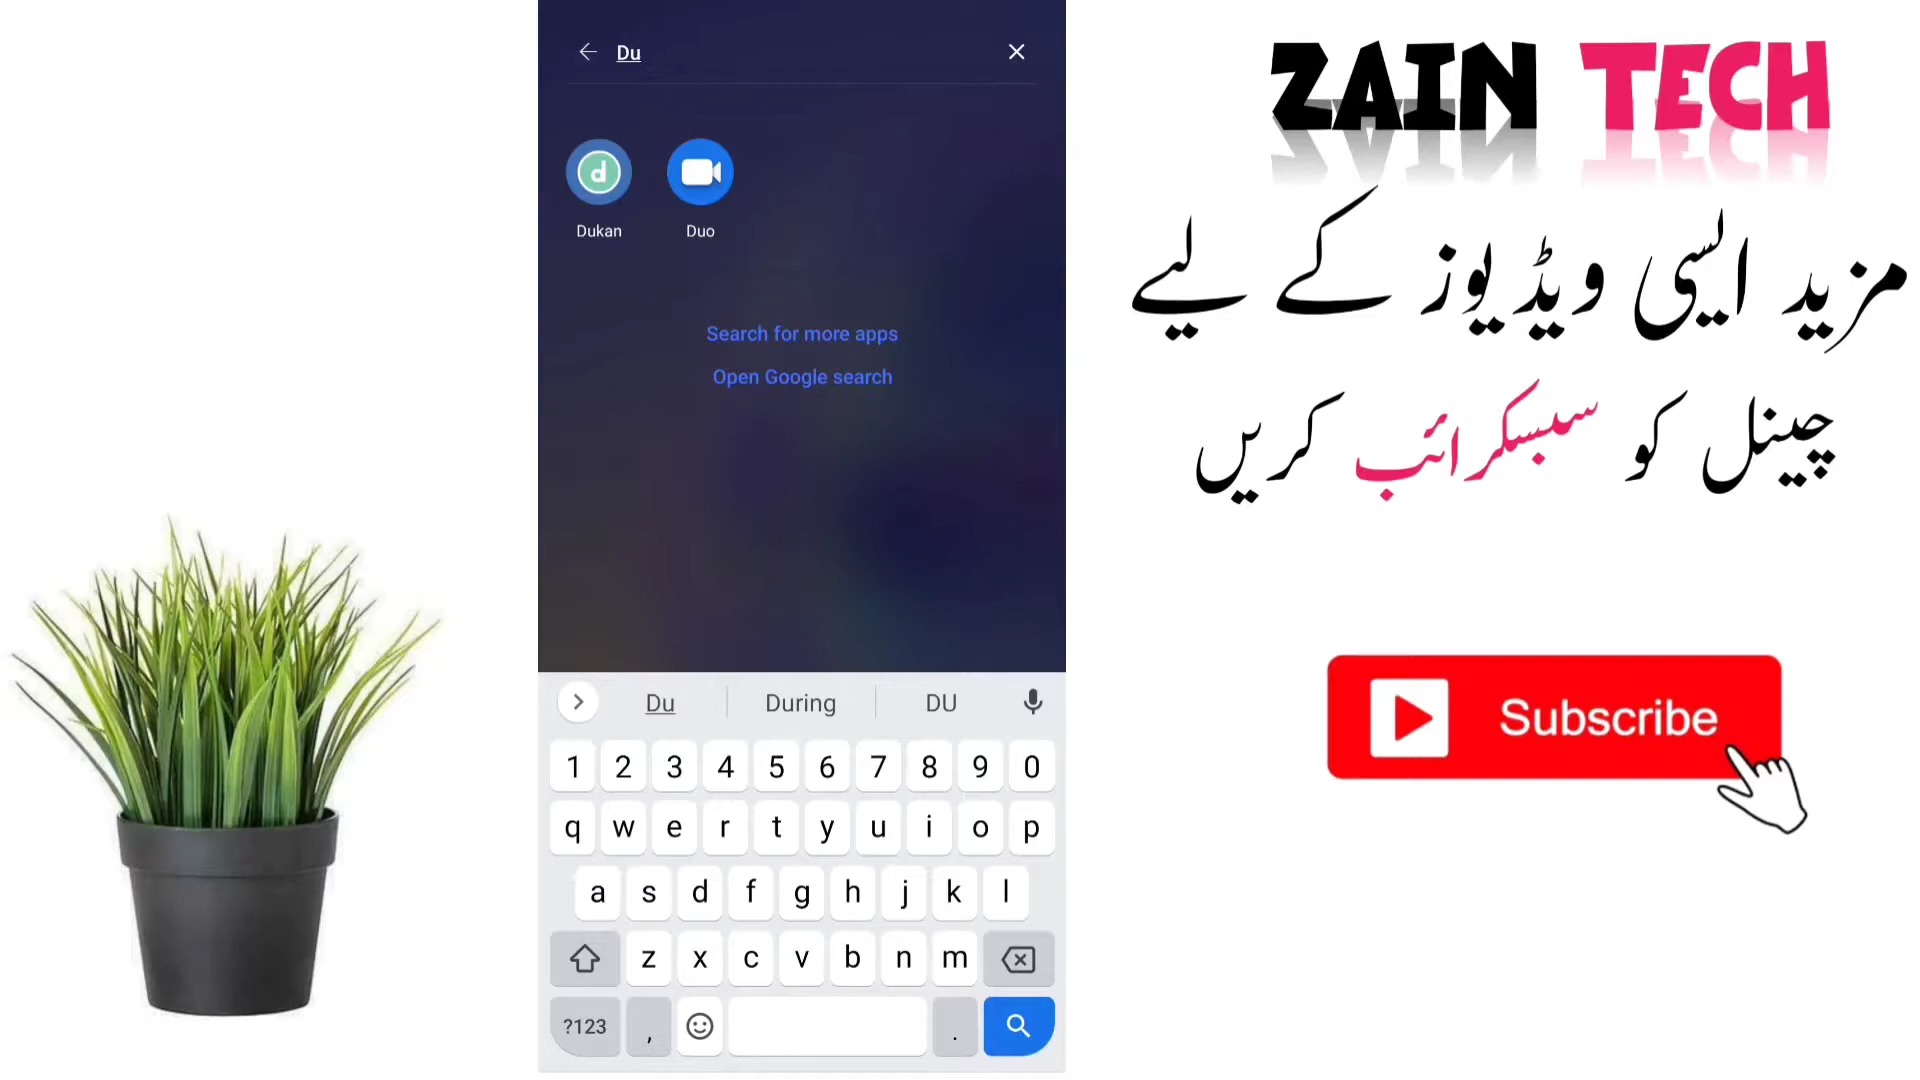 Du
Dukan
Duo
Search for more apps
Open Google search
Du During DU
1 2 3 4 5 6 7 8 9 0
q w e r t y u i o p
a s d f g h j k l
z x c v b n m
?123 , .
ZAIN TECH
مزید ایسی ویڈیوز کے لیے
چینل کو سبسکرائب کریں
Subscribe